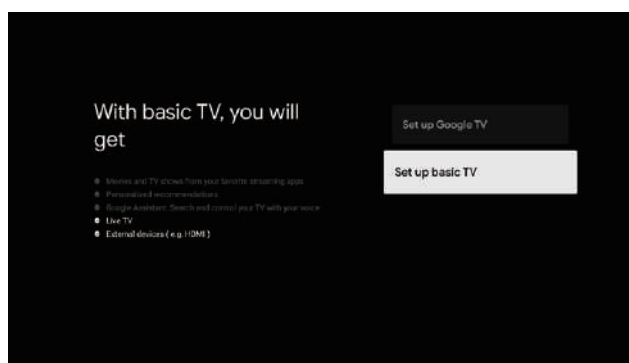 With basic TV, you will
get
Movies and TV shows from your favorite streaming apps
Personalized recommendations
Google Assistant: Search and control your TV with your voice
Live TV
External devices ( e.g. HDMI )
Set up Google TV
Set up basic TV